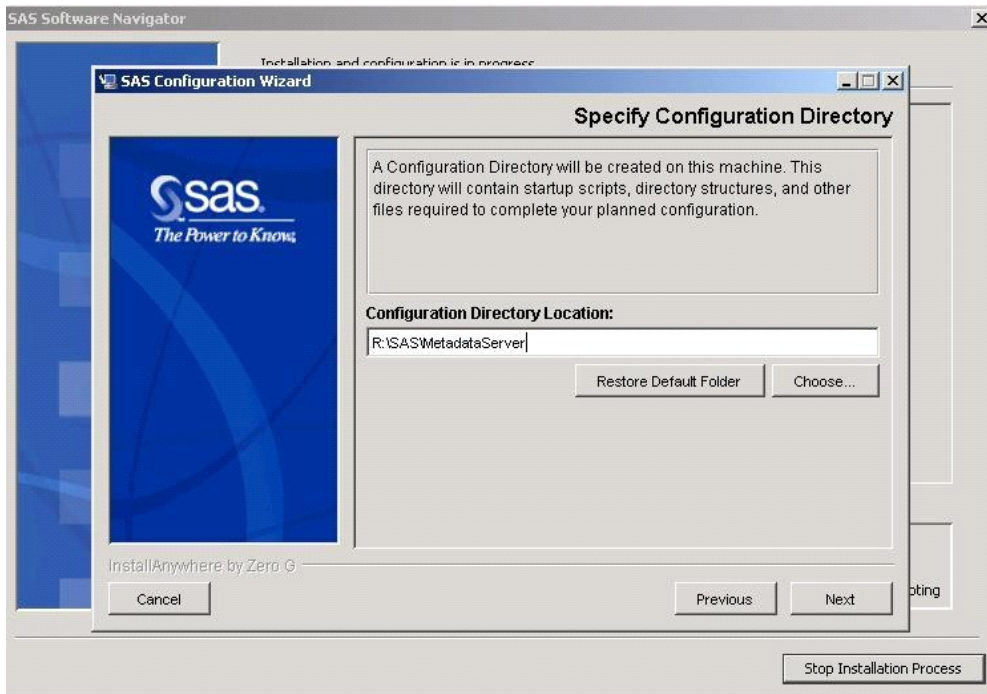 SAS Software Navigator
Installation and configuration is in progress
SAS Configuration Wizard
Specify Configuration Directory
sas.
The Power to Know.
A Configuration Directory will be created on this machine. This
directory will contain startup scripts, directory structures, and other
files required to complete your planned configuration.
Configuration Directory Location:
R:\SAS\MetadataServer
Restore Default Folder
Choose...
InstallAnywhere by Zero G
Cancel
Previous
Next
Stop Installation Process